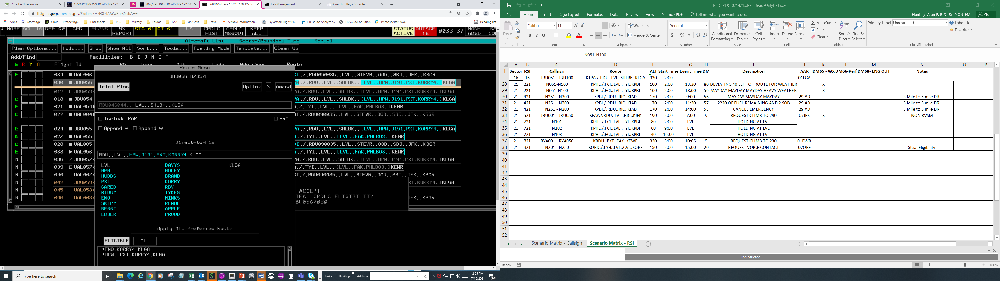 Apache Guacamole
455/MCG:MCWS:10.245.129.122:
16
867/RPD:RPos:10.245.129.122:54
868/DVu:DPos:10.245.129.122:54
Lab Management
Guac huntleya Console
tb3guac.gwp.eram.faa.gov/#/client/MzE3OTAAYwBteXNxbA==
Apps
Startpage
Gibiru – Protecting...
Timesheets
ECS
Military
Leidos
FAA
US Govt
Travel
AirNav: Information...
SkyVector: Flight Pl...
IFR Route Analyzer...
FRAC SSL Solution
Photoshelter_AOC
Reading list
MORE
ACL 16
DEP 00
GPD
PLANS
WX REPORT
SIG 01
GI 01
UA
CPDLC HIST
CPDLC MSGOUT
KEEP ALL
STATUS ACTIVE
OUTAGE 16
0033 37
NON-ADSB
Aircraft List Sector/Boundary Time Manual
Plan Options... Hold... Show Show All Sort... Tools... Posting Mode Template... Clean Up
Add/Find Facilities: B I J N C T
R Y A Flight Id PA Type Alt Code Hdg/Spd Route
034 UAL006 I./.RDU090035..LVL..STEVR..OOD..SBJ..JFK..KBGR
030 JBU056 PA./.RDU..LVL..SHLBK..[LVL..HPW.J191.PXT.KORRY4.]KLGA
012 JBU053 PA./.RDU..LVL..SHLBK..[LVL..HPW.J191.PXT.KORRY4.]KLGA
018 JBU054 PA./.RDU..LVL..SHLBK..[LVL..HPW.J191.PXT.KORRY4.]KLGA
021 UAL054 A./.TYI..LVL..[LVL..FAK.PHLBO3.]KEWR
022 UAL004 I./.RDU090035..LVL..STEVR..OOD..SBJ..JFK..KBGR
024 JBU055 PA./.RDU..LVL..SHLBK..[LVL..HPW.J191.PXT.KORRY4.]KLGA
027 UAL055 ./.TYI..LVL..[LVL..FAK.PHLBO3.]KEWR
028 UAL005 I./.RDU090035..LVL..STEVR..OOD..SBJ..JFK..KBGR
033 UAL056 A./.TYI..LVL..[LVL..FAK.PHLBO3.]KEWR
N 036 JBU057 A./.RDU..LVL..SHLBK..[LVL..HPW.J191.PXT.KORRY4.]KLGA
N 039 UAL057 ./.TYI..LVL..[LVL..FAK.PHLBO3.]KEWR
N 040 UAL007 I./.RDU090035..LVL..STEVR..OOD..SBJ..JFK..KBGR
N 042 JBU058 XT.KORRY4.]KLGA
N 045 UAL058
N 046 UAL008 JFK..KBGR
Route Menu
JBU056 B735/L
Trial Plan
Uplink
Amend
RDU046044.. LVL..SHLBK..KLGA
Include PAR
FRC
Append *
Append ⊕
Direct-to-Fix
RDU..LVL..HPW.J191.PXT.KORRY4.KLGA
LVL DAVYS KLGA
HPW HOLEY
HUBBS BRAND
PXT KORRY
GARED RBV
RIDGY TYKES
ENO MINKS
SKIPY RENUE
BESSI APPLE
EDJER PROUD
Apply ATC Preferred Route
ELIGIBLE
ALL
→ENO.KORRY4.KLGA
→HPW..PXT.KORRY4.KLGA
ACCEPT
TEAL CPDLC ELIGIBILITY
BU056/030
Type here to search
Links
Desktop
Address
2:25 PM
7/16/2021
12
NISC_ZDC_071421.xlsx [Read-Only] - Excel
File Home Insert Page Layout Formulas Data Review View Nuance PDF Tell me what you want to do...
Huntley, Alan P. [US-US][NON-EMP]
Share
Paste
Calibri
11
B I U
Wrap Text
Merge & Center
General
$ % ,
Conditional Formatting
Format as Table
Cell Styles
Insert
Delete
Format
AutoSum
Fill
Clear
Sort & Filter
Find & Select
Primary Label Unrestricted
Label Help
Favorites
Clipboard Font Alignment Number Styles Cells Editing Classifier Label
N051-N100
A B C D E F G H I J K L M N O P
1 Sector RSI Callsign Route ALT Start Time Event Time DM Description AAR DM65 - WX DM66-Perf DM68- ENG OUT Notes
2 16 16 JBU051 - JBU100 KTPA./.RDU..LVL..SHLBK..KLGA 330 2:00 01LGA
28 21 221 N051-N100 KPHL./.FCI..LVL..TYI..KPBI 100 2:00 13:30 80 DEVIATING 40 LEFT OF ROUTE FOR WEATHER X
29 21 221 N051-N100 KPHL./.FCI..LVL..TYI..KPBI 100 2:00 18:00 56 MAYDAY MAYDAY MAYDAY HEAVY WEATHER X
30 21 421 N251 - N300 KPBI./.RDU..RIC..KIAD 170 2:00 9:00 56 MAYDAY MAYDAY MAYDAY 29IAD 3 Mile to 5 mile DRI
31 21 421 N251 - N300 KPBI./.RDU..RIC..KIAD 170 2:00 11:30 57 2220 OF FUEL REMAINING AND 2 SOB 29IAD 3 Mile to 5 mile DRI
32 21 421 N251 - N300 KPBI./.RDU..RIC..KIAD 170 2:00 14:00 58 CANCEL EMERGENCY 29IAD 3 Mile to 5 mile DRI
33 21 521 JBU001 - JBU050 KFAY./.RDU..LVL..RIC..KJFK 190 2:00 7:00 9 REQUEST CLIMB TO 290 07JFK X NON RVSM
34 21 721 N101 KPHL./.FCI..LVL..TYI..KPBI 80 2:00 LVL HOLDING AT LVL
35 21 721 N102 KPHL./.FCI..LVL..TYI..KPBI 60 9:00 LVL HOLDING AT LVL
36 21 721 N103 KPHL./.FCI..LVL..TYI..KPBI 40 16:00 LVL HOLDING AT LVL
37 21 821 RYA001 - RYA050 KRDU..BKT..FAK..KEWR 330 3:00 10:05 9 REQUEST CLIMB TO 230 01EWR
38 21 921 N201 - N250 KORD./.LYH..LVL..CVI..KORF 150 2:00 15:00 20 REQUEST VOICE CONTACT 07ORF Steal Eligibility
39
40
41
42
43
44
45
46
47
48
49
50
51
52
... Scenario Matrix - Callsign Scenario Matrix - RSI
Unrestricted
Ready
100%